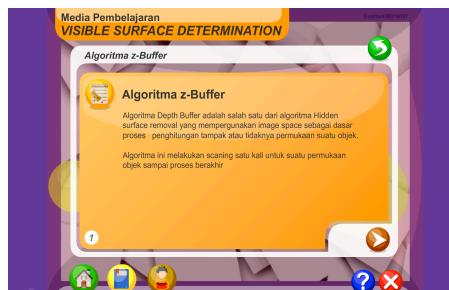 Media Pembelajaran
VISIBLE SURFACE DETERMINATION
Algoritma z-Buffer
Algoritma z-Buffer
Algoritma Depth Buffer adalah salah satu dari algoritma Hidden
surface removal yang mempergunakan image space sebagai dasar
proses penghitungan tampak atau tidaknya permukaan suatu objek.
Algoritma ini melakukan scaning satu kali untuk suatu permukaan
objek sampai proses berakhir
1
?